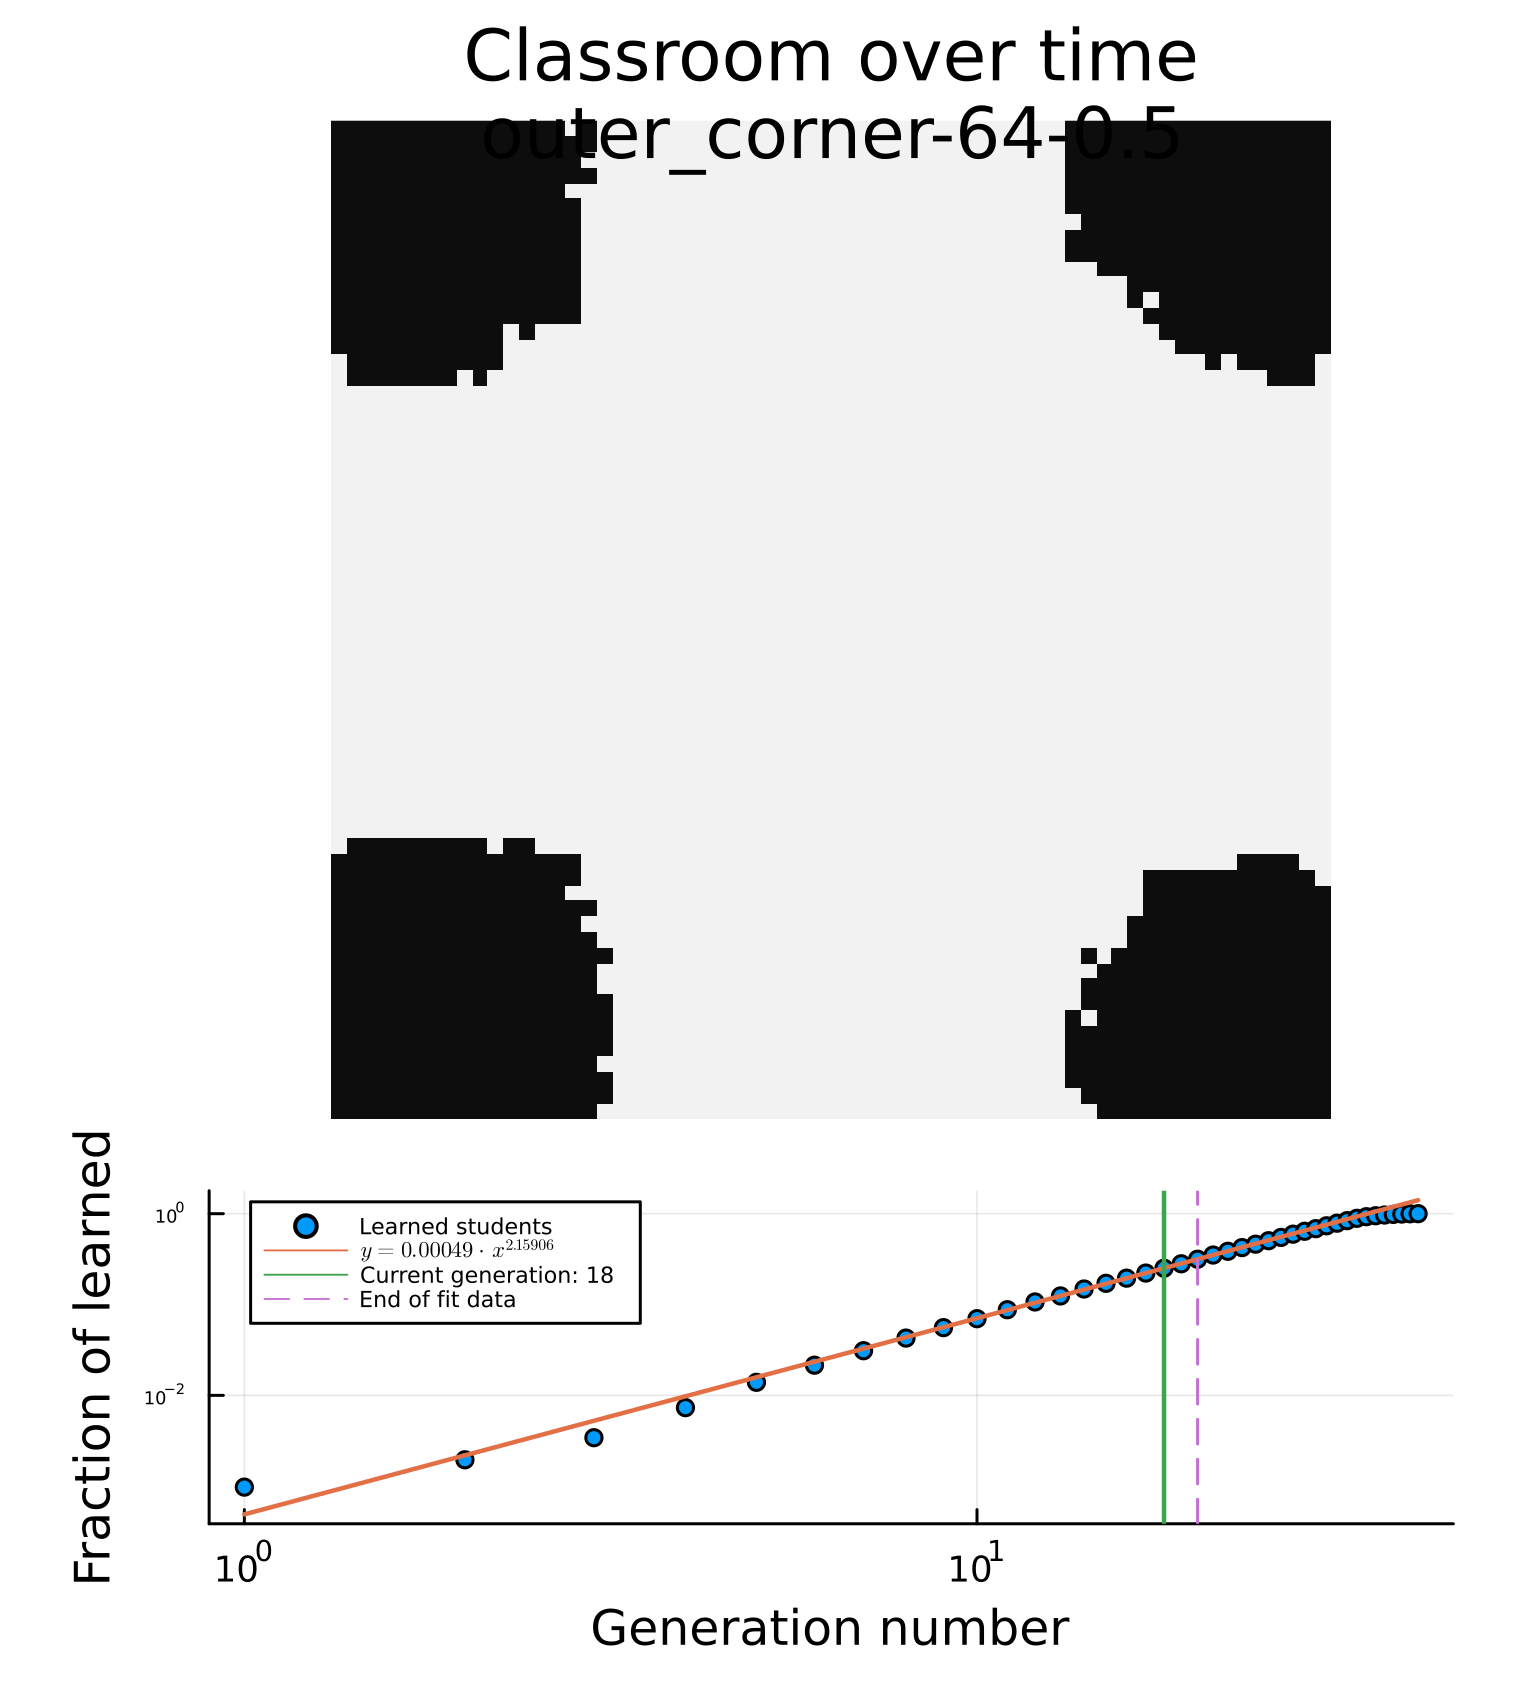 Classroom over time
outer_corner-64-0.5
Fraction of learned
10^0
10^-2
Learned students
y = 0.00049 · x^2.15906
Current generation: 18
End of fit data
10^0
10^1
Generation number